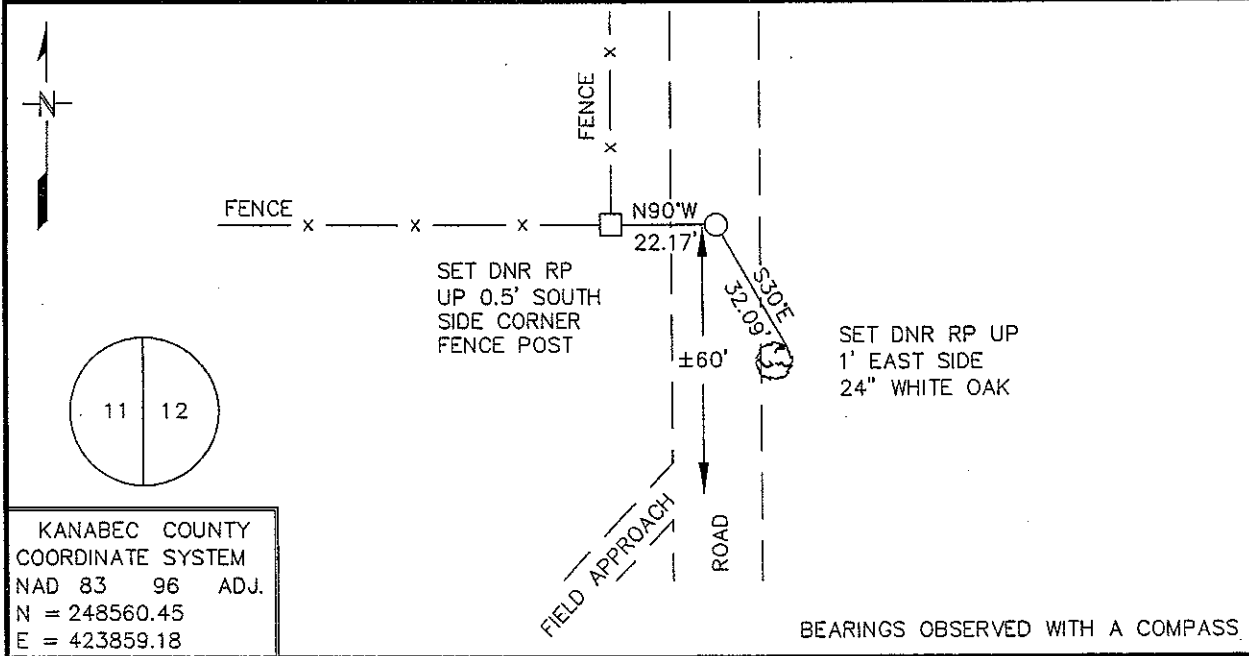 N
FENCE
FENCE
N90°W
22.17'
S30°E
32.09'
SET DNR RP
UP 0.5' SOUTH
SIDE CORNER
FENCE POST
±60'
SET DNR RP UP
1' EAST SIDE
24" WHITE OAK
11 12
FIELD APPROACH
ROAD
KANABEC COUNTY
COORDINATE SYSTEM
NAD 83 96 ADJ.
N = 248560.45
E = 423859.18
BEARINGS OBSERVED WITH A COMPASS